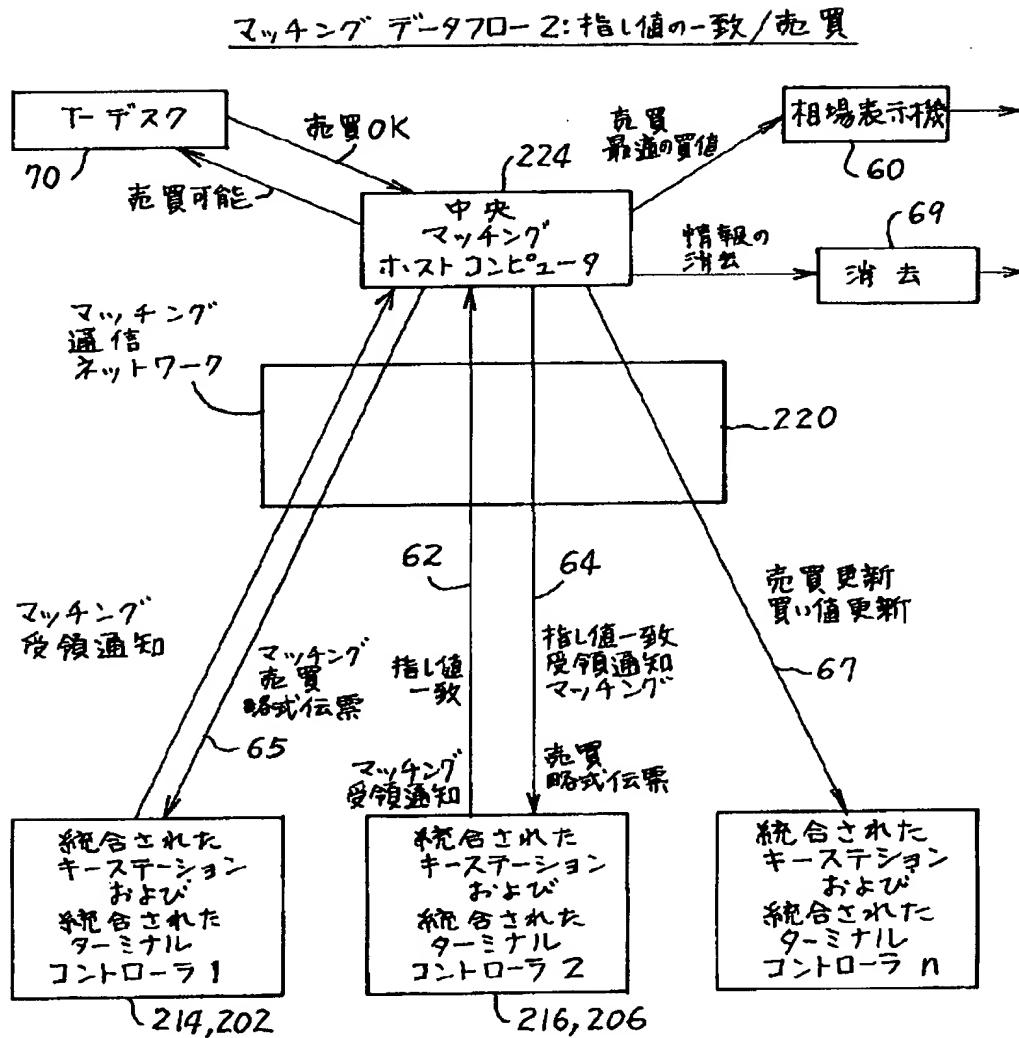 マッチング データフロー2:指し値の一致/売買
T-デスク
70
売買OK
売買可能
224
中央
マッチング
ホストコンピュータ
売買
最適の買値
相場表示機
60
情報の
消去
69
消去
マッチング
通信
ネットワーク
220
62
64
売買更新
買い値更新
67
マッチング
受領通知
マッチング
売買
略式伝票
65
指し値
一致
マッチング
受領通知
指し値一致
受領通知
マッチング
売買
略式伝票
統合された
キーステーション
および
統合された
ターミナル
コントローラ1
214,202
統合された
キーステーション
および
統合された
ターミナル
コントローラ2
216,206
統合された
キーステション
および
統合された
ターミナル
コントローラn